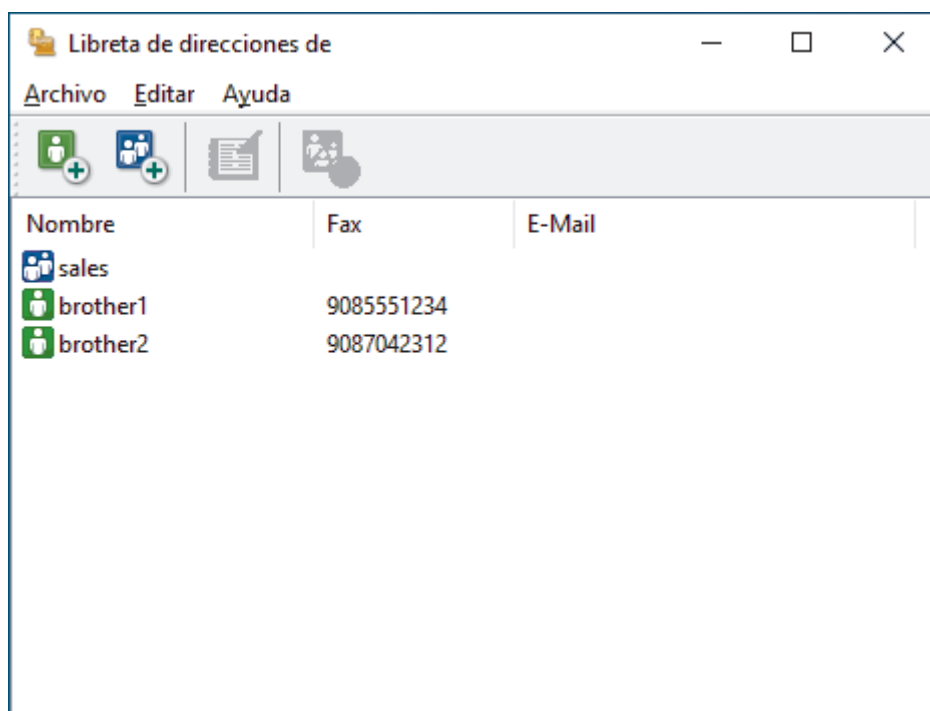 Libreta de direcciones de
Archivo Editar Ayuda
Nombre Fax E-Mail
sales
brother1 9085551234
brother2 9087042312